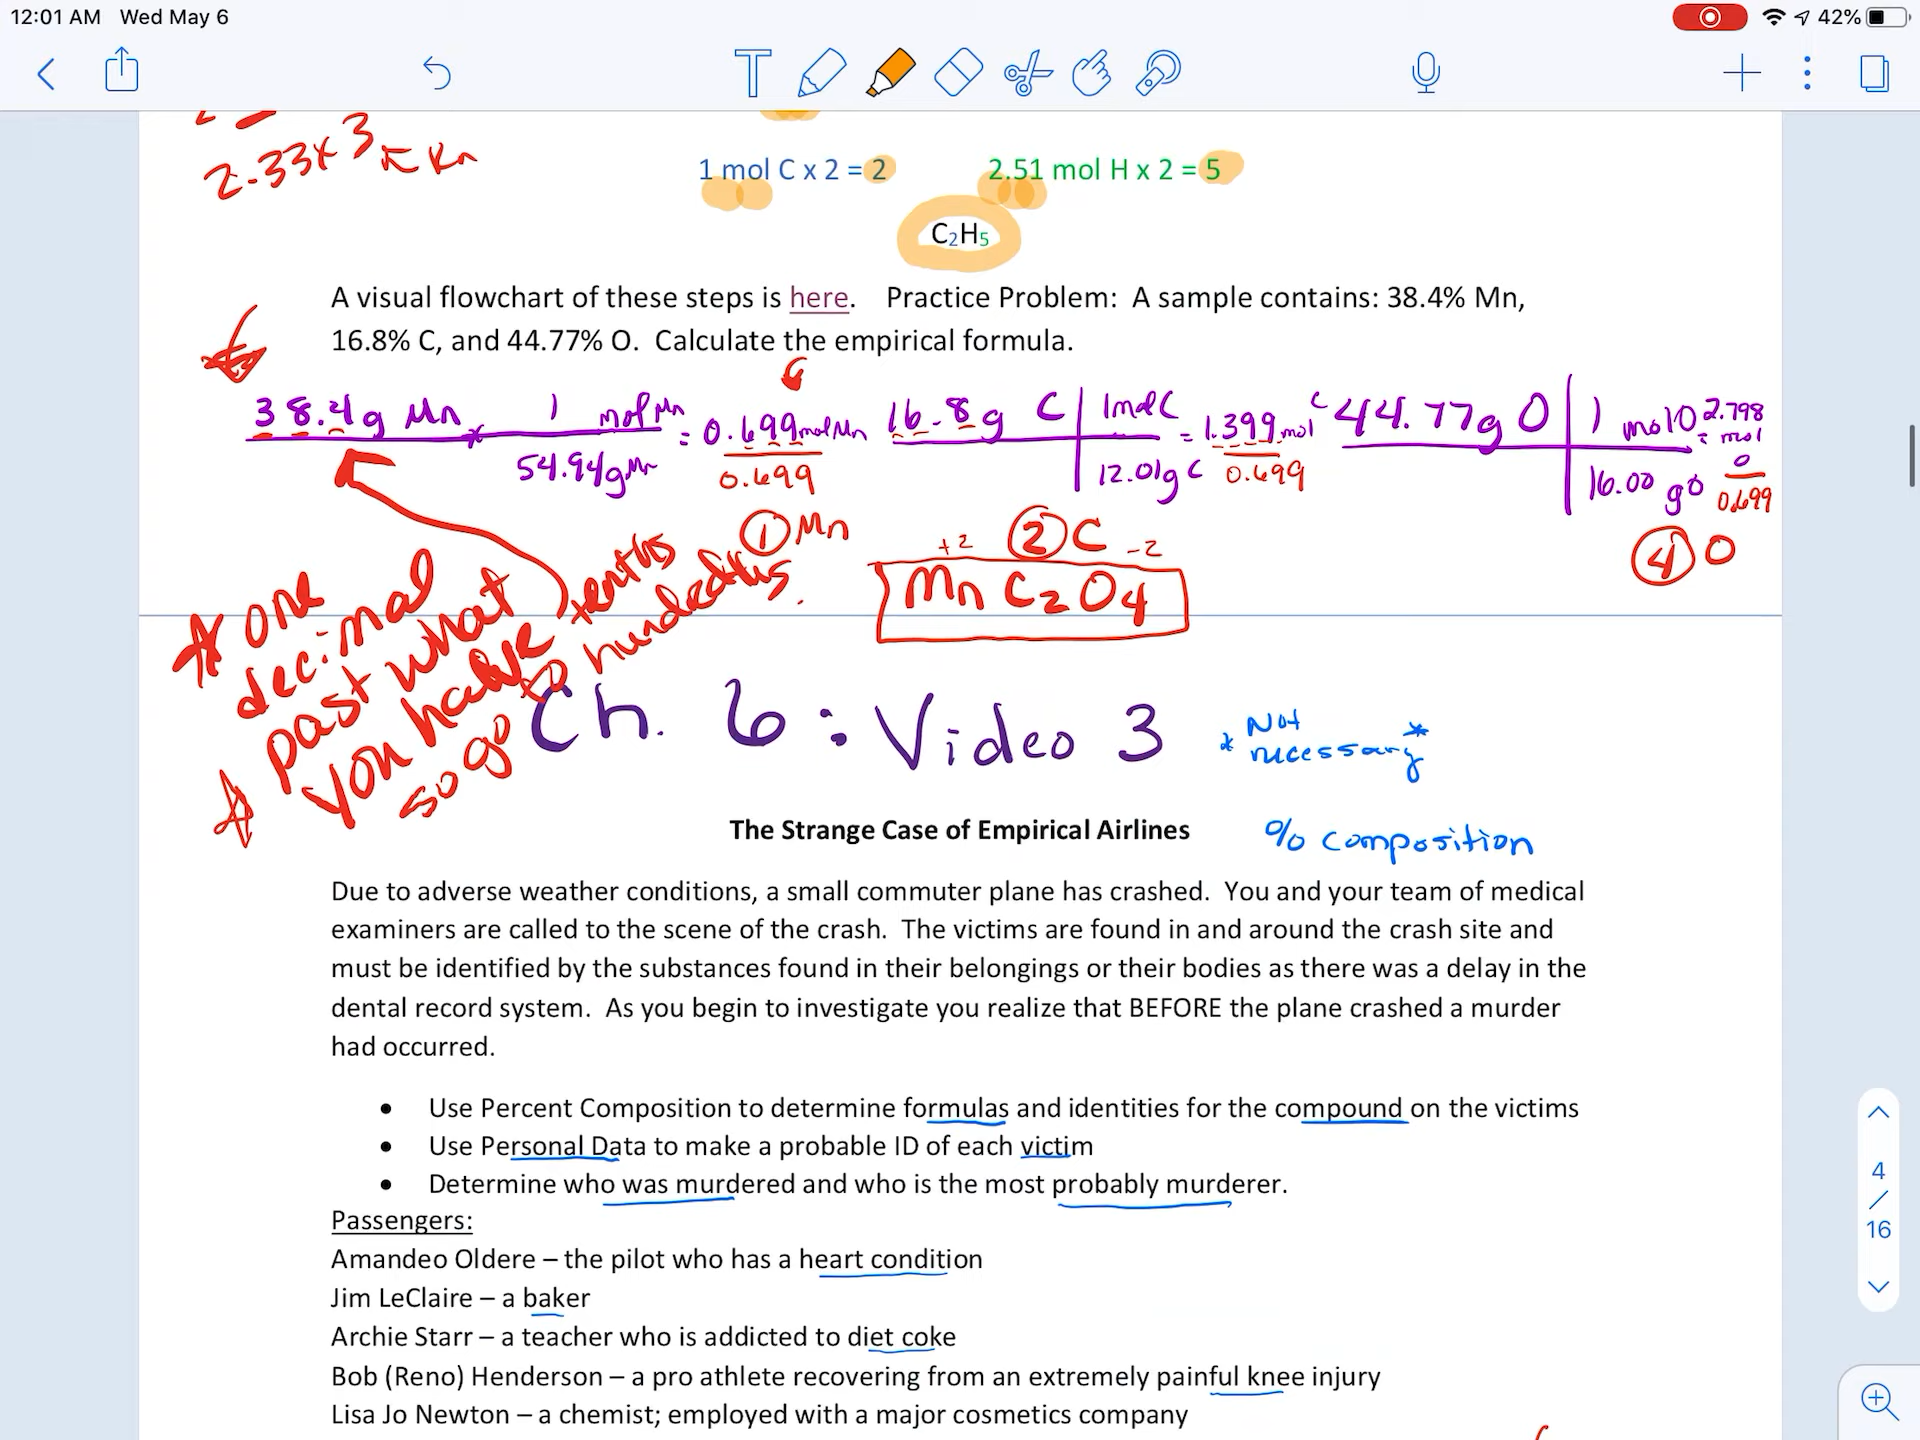 12:01 AM Wed May 6
42%
2.33x3
1 mol C x 2 = 2 2.51 mol H x 2 = 5
C2H5
A visual flowchart of these steps is here. Practice Problem: A sample contains: 38.4% Mn,
16.8% C, and 44.77% O. Calculate the empirical formula.
38.4g Mn x 1 mol Mn = 0.699 mol Mn 16.8g C 1 mol C = 1.399 mol C 44.77g O 1 mol O = 2.798 mol O
54.94g Mn 0.699 12.01g C 0.699 16.00 g O 0.699
1 Mn 2 C 4 O
+2 -2
Mn C2 O4
* one
decimal
past what
you have
so go
tenths
to hundredths.
Ch. 6: Video 3
* Not
necessary *
The Strange Case of Empirical Airlines
% composition
Due to adverse weather conditions, a small commuter plane has crashed. You and your team of medical
examiners are called to the scene of the crash. The victims are found in and around the crash site and
must be identified by the substances found in their belongings or their bodies as there was a delay in the
dental record system. As you begin to investigate you realize that BEFORE the plane crashed a murder
had occurred.
• Use Percent Composition to determine formulas and identities for the compound on the victims
• Use Personal Data to make a probable ID of each victim
• Determine who was murdered and who is the most probably murderer.
Passengers:
Amandeo Oldere – the pilot who has a heart condition
Jim LeClaire – a baker
Archie Starr – a teacher who is addicted to diet coke
Bob (Reno) Henderson – a pro athlete recovering from an extremely painful knee injury
Lisa Jo Newton – a chemist; employed with a major cosmetics company
4
/
16